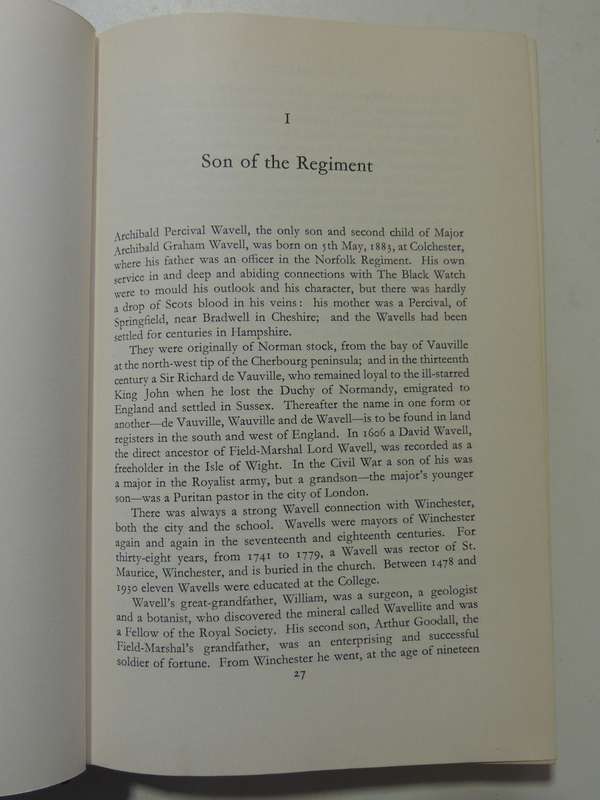 I
Son of the Regiment
Archibald Percival Wavell, the only son and second child of Major
Archibald Graham Wavell, was born on 5th May, 1883, at Colchester,
where his father was an officer in the Norfolk Regiment. His own
service in and deep and abiding connections with The Black Watch
were to mould his outlook and his character, but there was hardly
a drop of Scots blood in his veins: his mother was a Percival, of
Springfield, near Bradwell in Cheshire; and the Wavells had been
settled for centuries in Hampshire.
They were originally of Norman stock, from the bay of Vauville
at the north-west tip of the Cherbourg peninsula; and in the thirteenth
century a Sir Richard de Vauville, who remained loyal to the ill-starred
King John when he lost the Duchy of Normandy, emigrated to
England and settled in Sussex. Thereafter the name in one form or
another—de Vauville, Wauville and de Wavell—is to be found in land
registers in the south and west of England. In 1606 a David Wavell,
the direct ancestor of Field-Marshal Lord Wavell, was recorded as a
freeholder in the Isle of Wight. In the Civil War a son of his was
a major in the Royalist army, but a grandson—the major's younger
son—was a Puritan pastor in the city of London.
There was always a strong Wavell connection with Winchester,
both the city and the school. Wavells were mayors of Winchester
again and again in the seventeenth and eighteenth centuries. For
thirty-eight years, from 1741 to 1779, a Wavell was rector of St.
Maurice, Winchester, and is buried in the church. Between 1478 and
1930 eleven Wavells were educated at the College.
Wavell's great-grandfather, William, was a surgeon, a geologist
and a botanist, who discovered the mineral called Wavellite and was
a Fellow of the Royal Society. His second son, Arthur Goodall, the
Field-Marshal's grandfather, was an enterprising and successful
soldier of fortune. From Winchester he went, at the age of nineteen
27